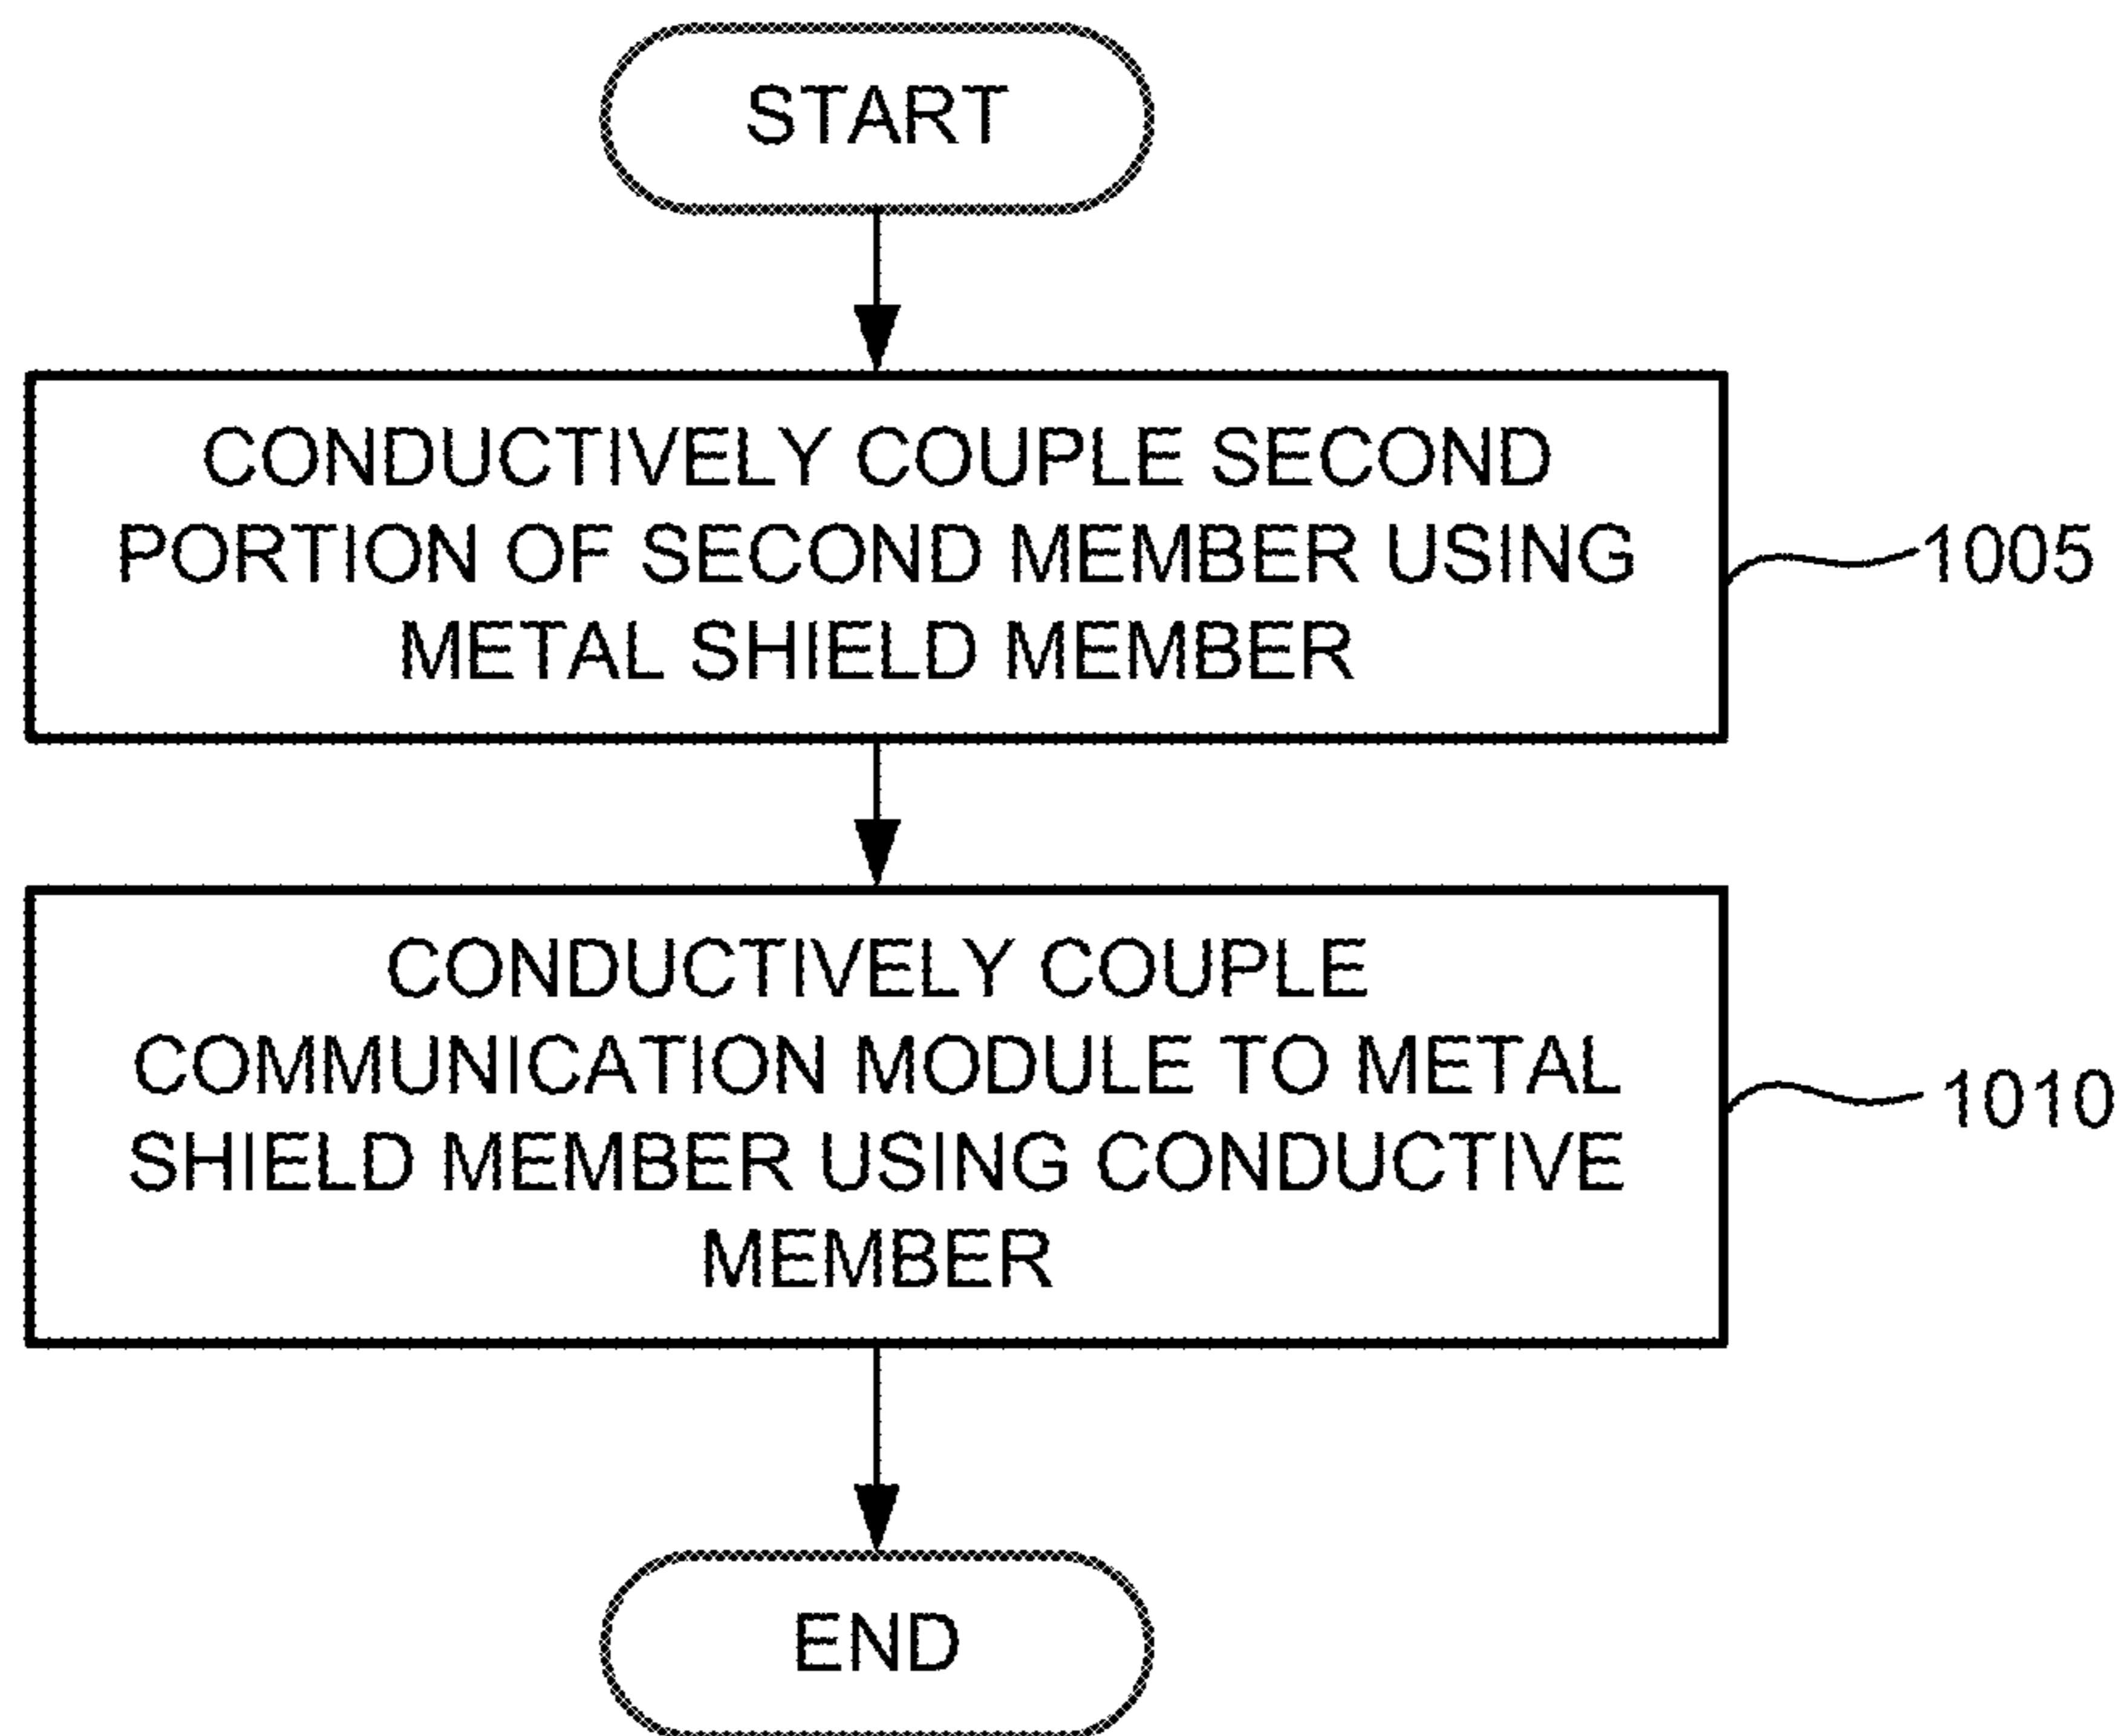 START
CONDUCTIVELY COUPLE SECOND
PORTION OF SECOND MEMBER USING
METAL SHIELD MEMBER
1005
CONDUCTIVELY COUPLE
COMMUNICATION MODULE TO METAL
SHIELD MEMBER USING CONDUCTIVE
MEMBER
1010
END